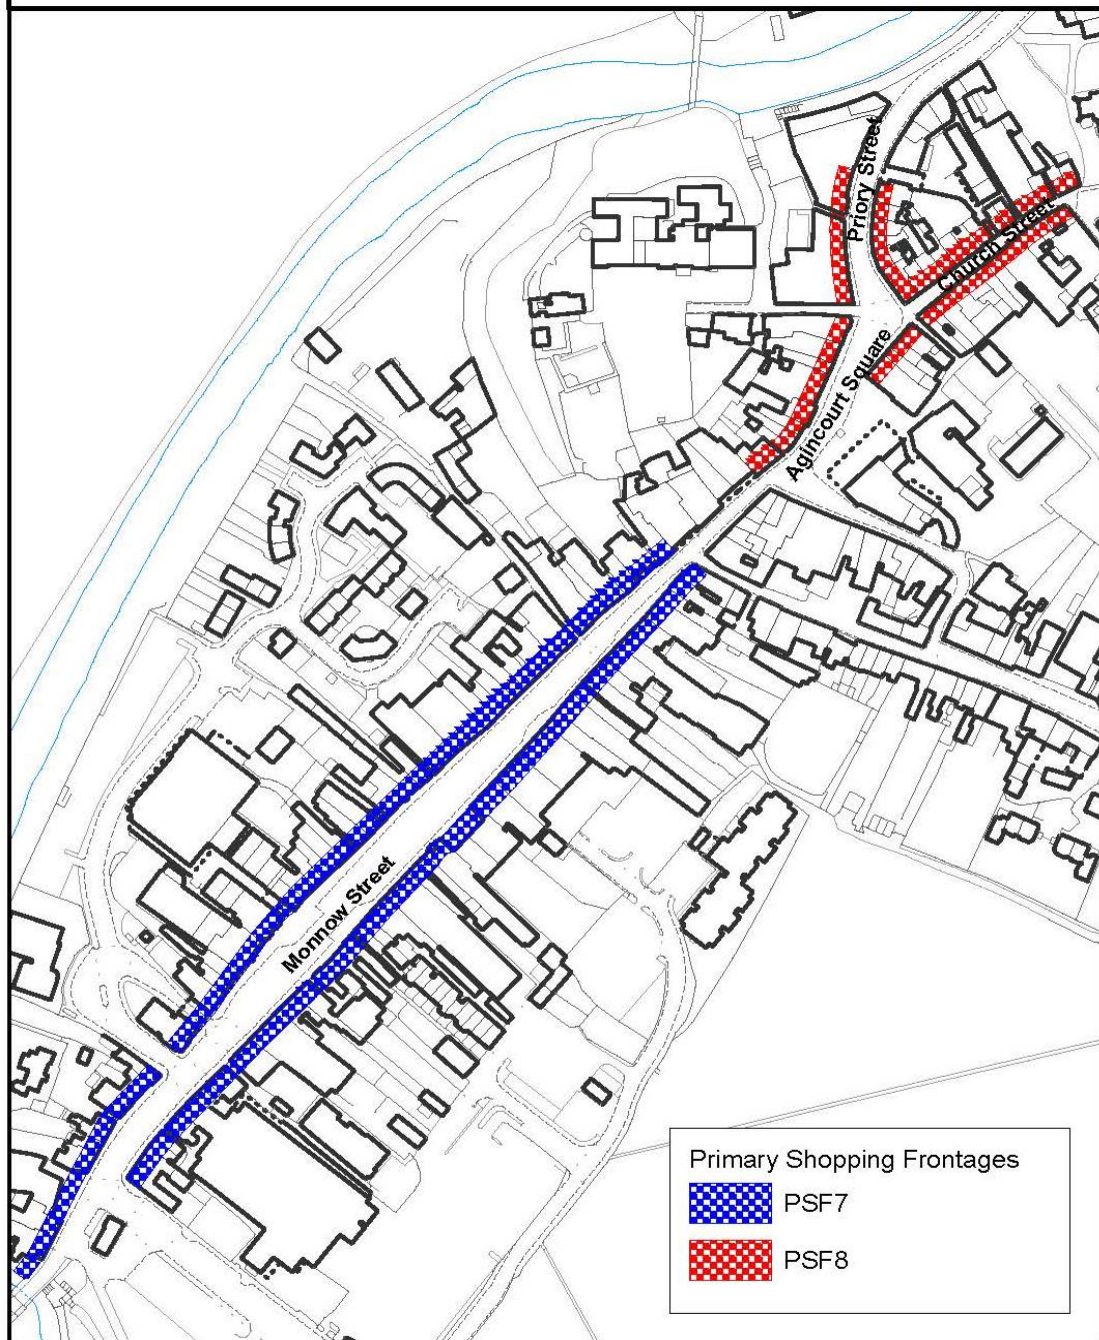 Priory Street
Church Street
Agincourt Square
Monnow Street
Primary Shopping Frontages
PSF7
PSF8